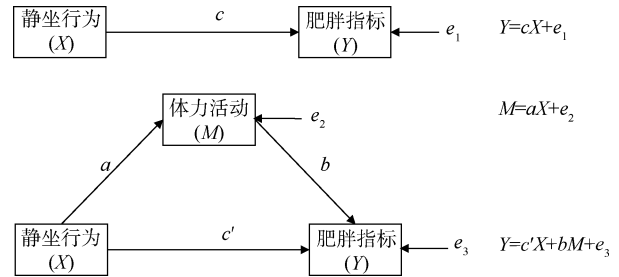 静坐行为
(X)
c
肥胖指标
(Y)
e1
Y=cX+e1
体力活动
(M)
e2
M=aX+e2
a
b
静坐行为
(X)
c'
肥胖指标
(Y)
e3
Y=c'X+bM+e3